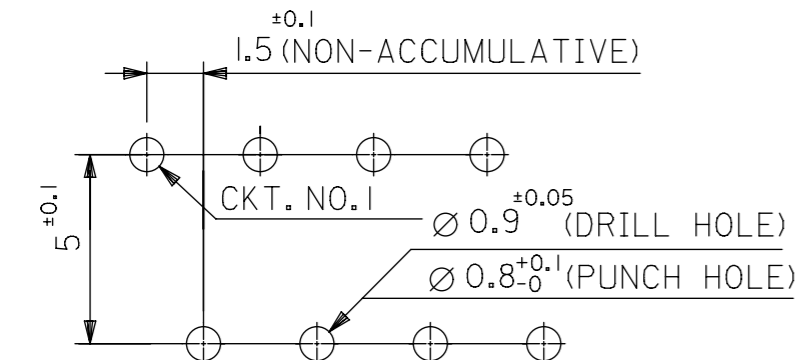 1.5 ±0.1 (NON-ACCUMULATIVE)
CKT. NO.1
5 ±0.1
Ø 0.9 ±0.05 (DRILL HOLE)
Ø 0.8 +0.1 -0 (PUNCH HOLE)